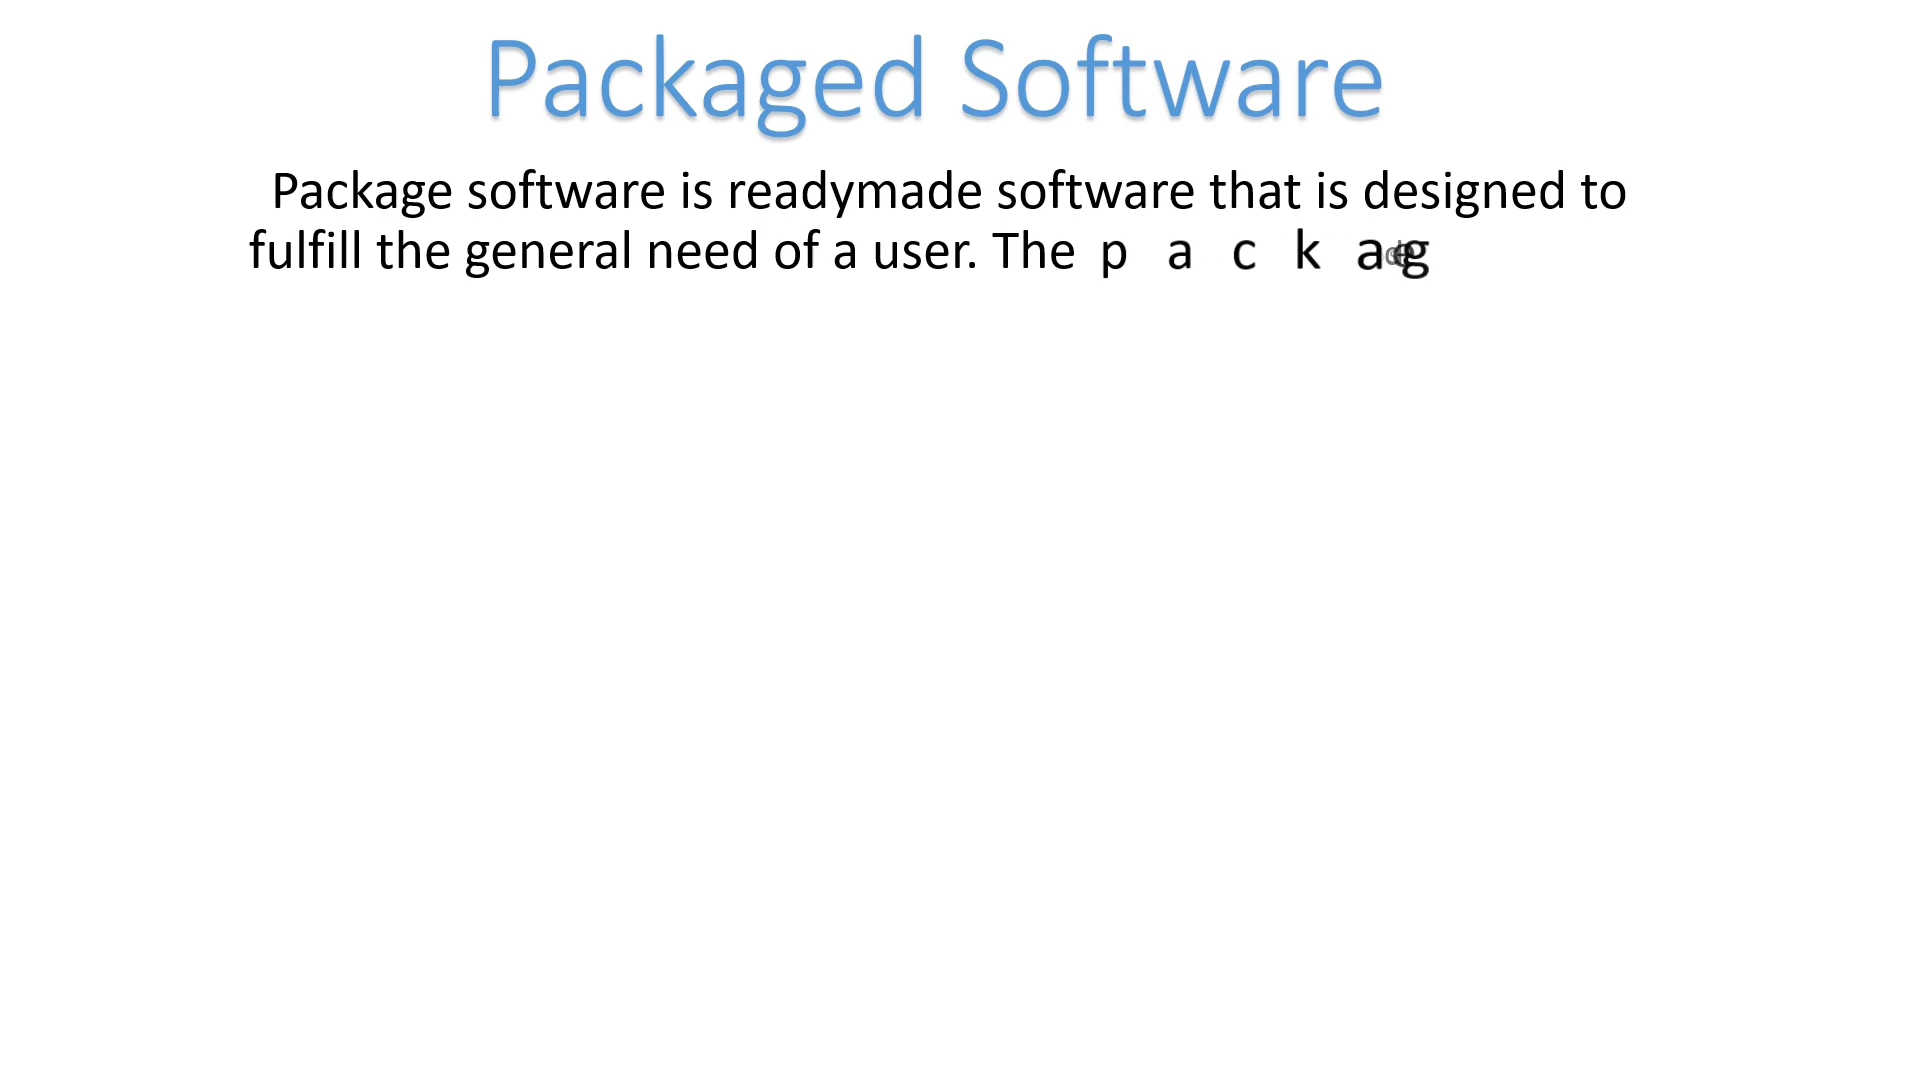 Packaged Software
Package software is readymade software that is designed to
fulfill the general need of a user. The p a c k a g